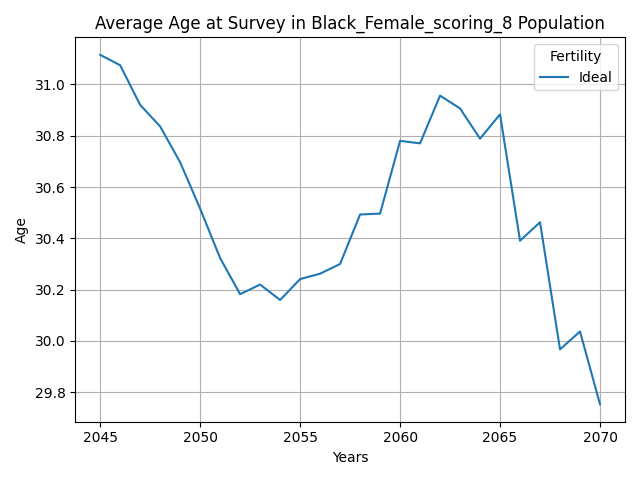 Average Age at Survey in Black_Female_scoring_8 Population
Fertility
Ideal
Age
31.0
30.8
30.6
30.4
30.2
30.0
29.8
2045 2050 2055 2060 2065 2070
Years